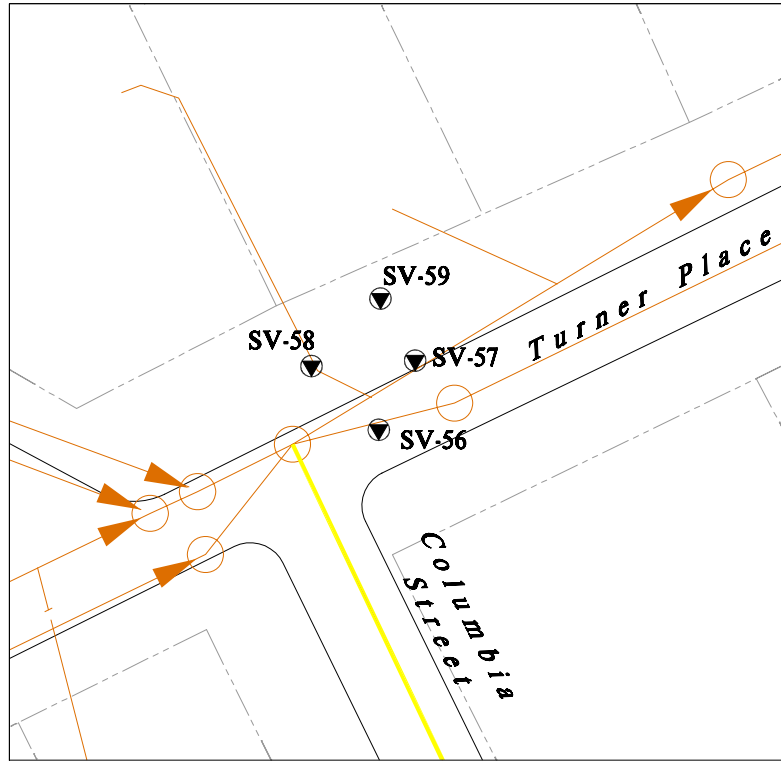 SV-59
SV-58
SV-57
Turner Place
SV-56
Columbia
Street